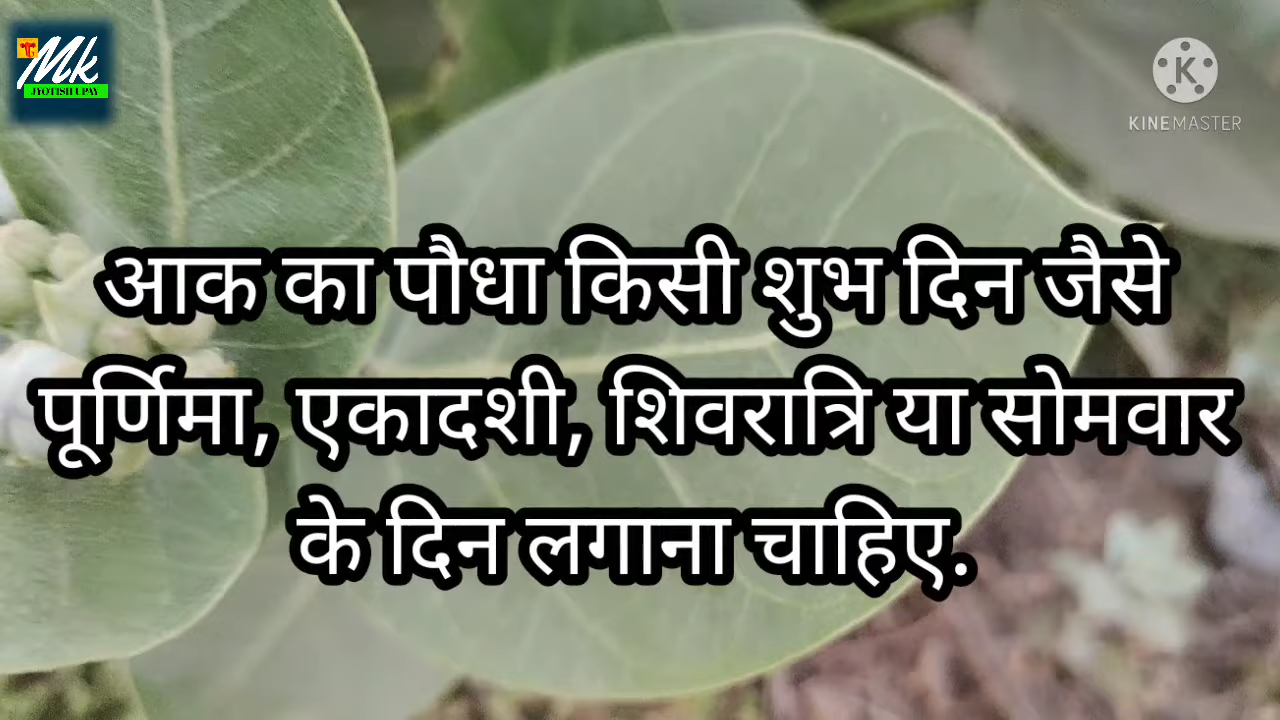 Mk
JYOTISH UPAY
K
KINEMASTER
आक का पौधा किसी शुभ दिन जैसे
पूर्णिमा, एकादशी, शिवरात्रि या सोमवार
के दिन लगाना चाहिए.